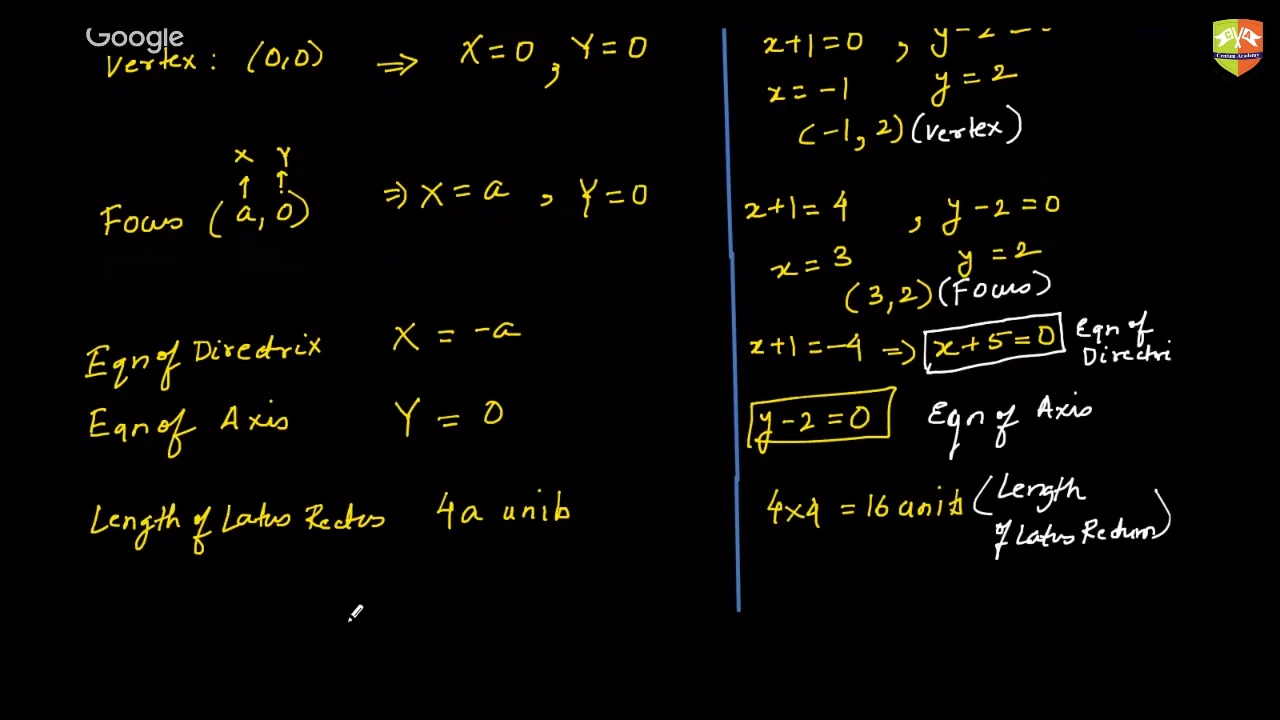 Google
Vertex : (0,0) ⇒ X = 0 , Y = 0
X Y
↑ ↑
Focus (a, 0) ⇒ X = a , Y = 0
Eqn of Directrix X = -a
Eqn of Axis Y = 0
Length of Latus Rectus 4a units
x+1=0 ,
x = -1 y = 2
(-1, 2) (vertex)
x+1 = 4 , y - 2 = 0
x = 3 y = 2
(3,2) (Focus)
x+1 = -4 ⇒ x+5=0 Eqn of
Directri
y-2 = 0 Eqn of Axis
4×4 = 16 units (Length
of Latus Rectum)
Centum Academy